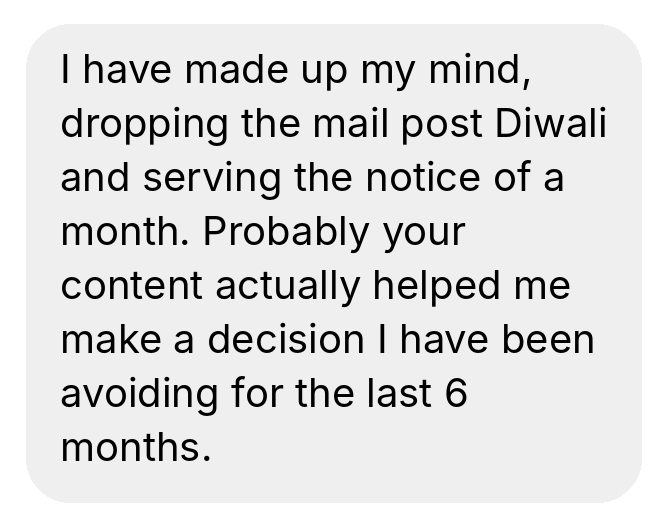 I have made up my mind,
dropping the mail post Diwali
and serving the notice of a
month. Probably your
content actually helped me
make a decision I have been
avoiding for the last 6
months.